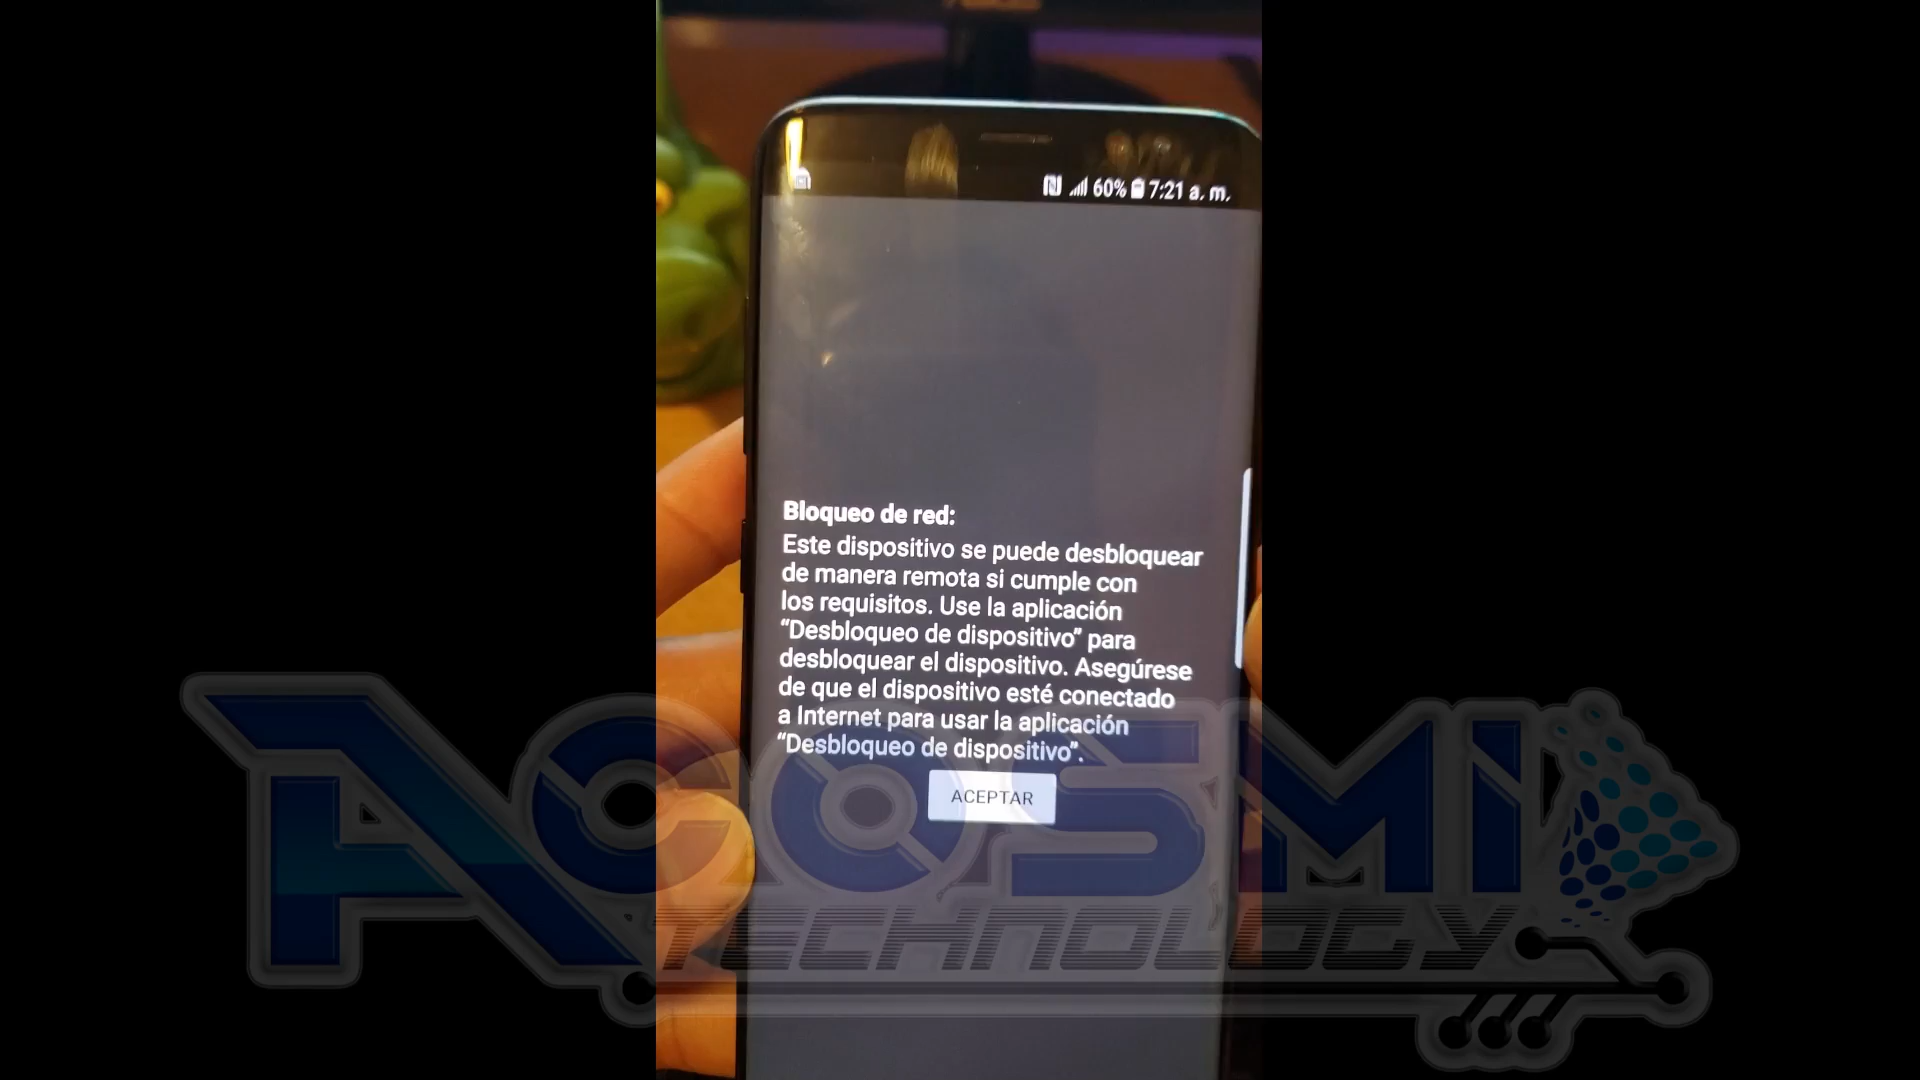 60% 7:21 a. m.
Bloqueo de red:
Este dispositivo se puede desbloquear
de manera remota si cumple con
los requisitos. Use la aplicación
“Desbloqueo de dispositivo” para
desbloquear el dispositivo. Asegúrese
de que el dispositivo esté conectado
a Internet para usar la aplicación
“Desbloqueo de dispositivo”.
ACEPTAR
ACOSMI
TECHNOLOGY